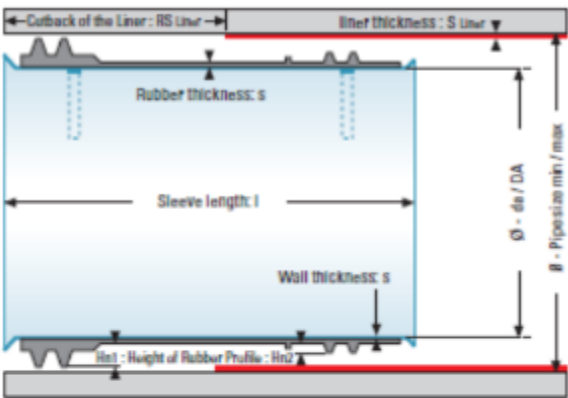 Cutback of the Liner : RS Liner
liner thickness : S Liner
Rubber thickness: s
Sleeve length: l
Ø - da / DA
Ø - Pipesize min / max
Wall thickness: s
Hn1 : Height of Rubber Profile : Hn2